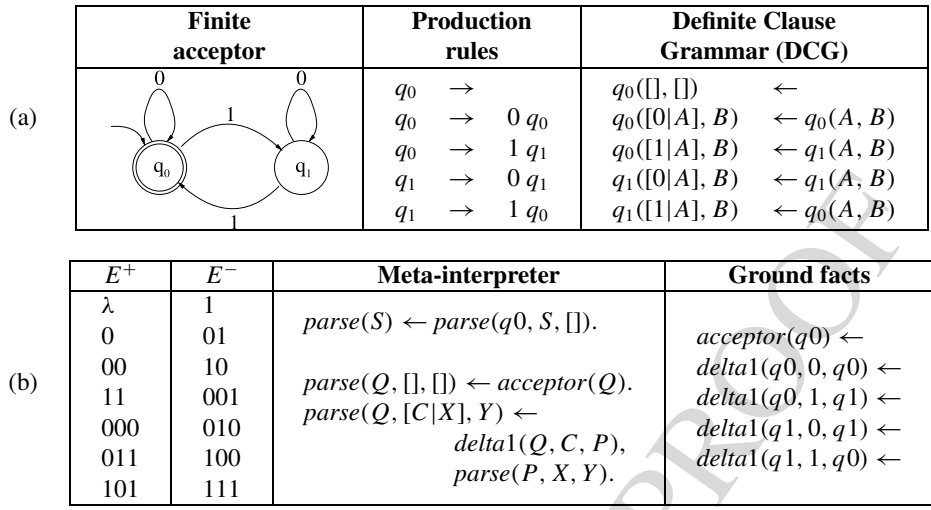 Finite acceptor | Production rules | Definite Clause Grammar (DCG)
(a)
0 0
1
q₀ q₁
1
q₀ → | q₀([], []) ←
q₀ → 0 q₀ | q₀([0|A], B) ← q₀(A, B)
q₀ → 1 q₁ | q₀([1|A], B) ← q₁(A, B)
q₁ → 0 q₁ | q₁([0|A], B) ← q₁(A, B)
q₁ → 1 q₀ | q₁([1|A], B) ← q₀(A, B)
(b)
E⁺ | E⁻ | Meta-interpreter | Ground facts
λ | 1
0 | 01
00 | 10
11 | 001
000 | 010
011 | 100
101 | 111
parse(S) ← parse(q0, S, []).
parse(Q, [], []) ← acceptor(Q).
parse(Q, [C|X], Y) ←
delta1(Q, C, P),
parse(P, X, Y).
acceptor(q0) ←
delta1(q0, 0, q0) ←
delta1(q0, 1, q1) ←
delta1(q1, 0, q1) ←
delta1(q1, 1, q0) ←
PROOF